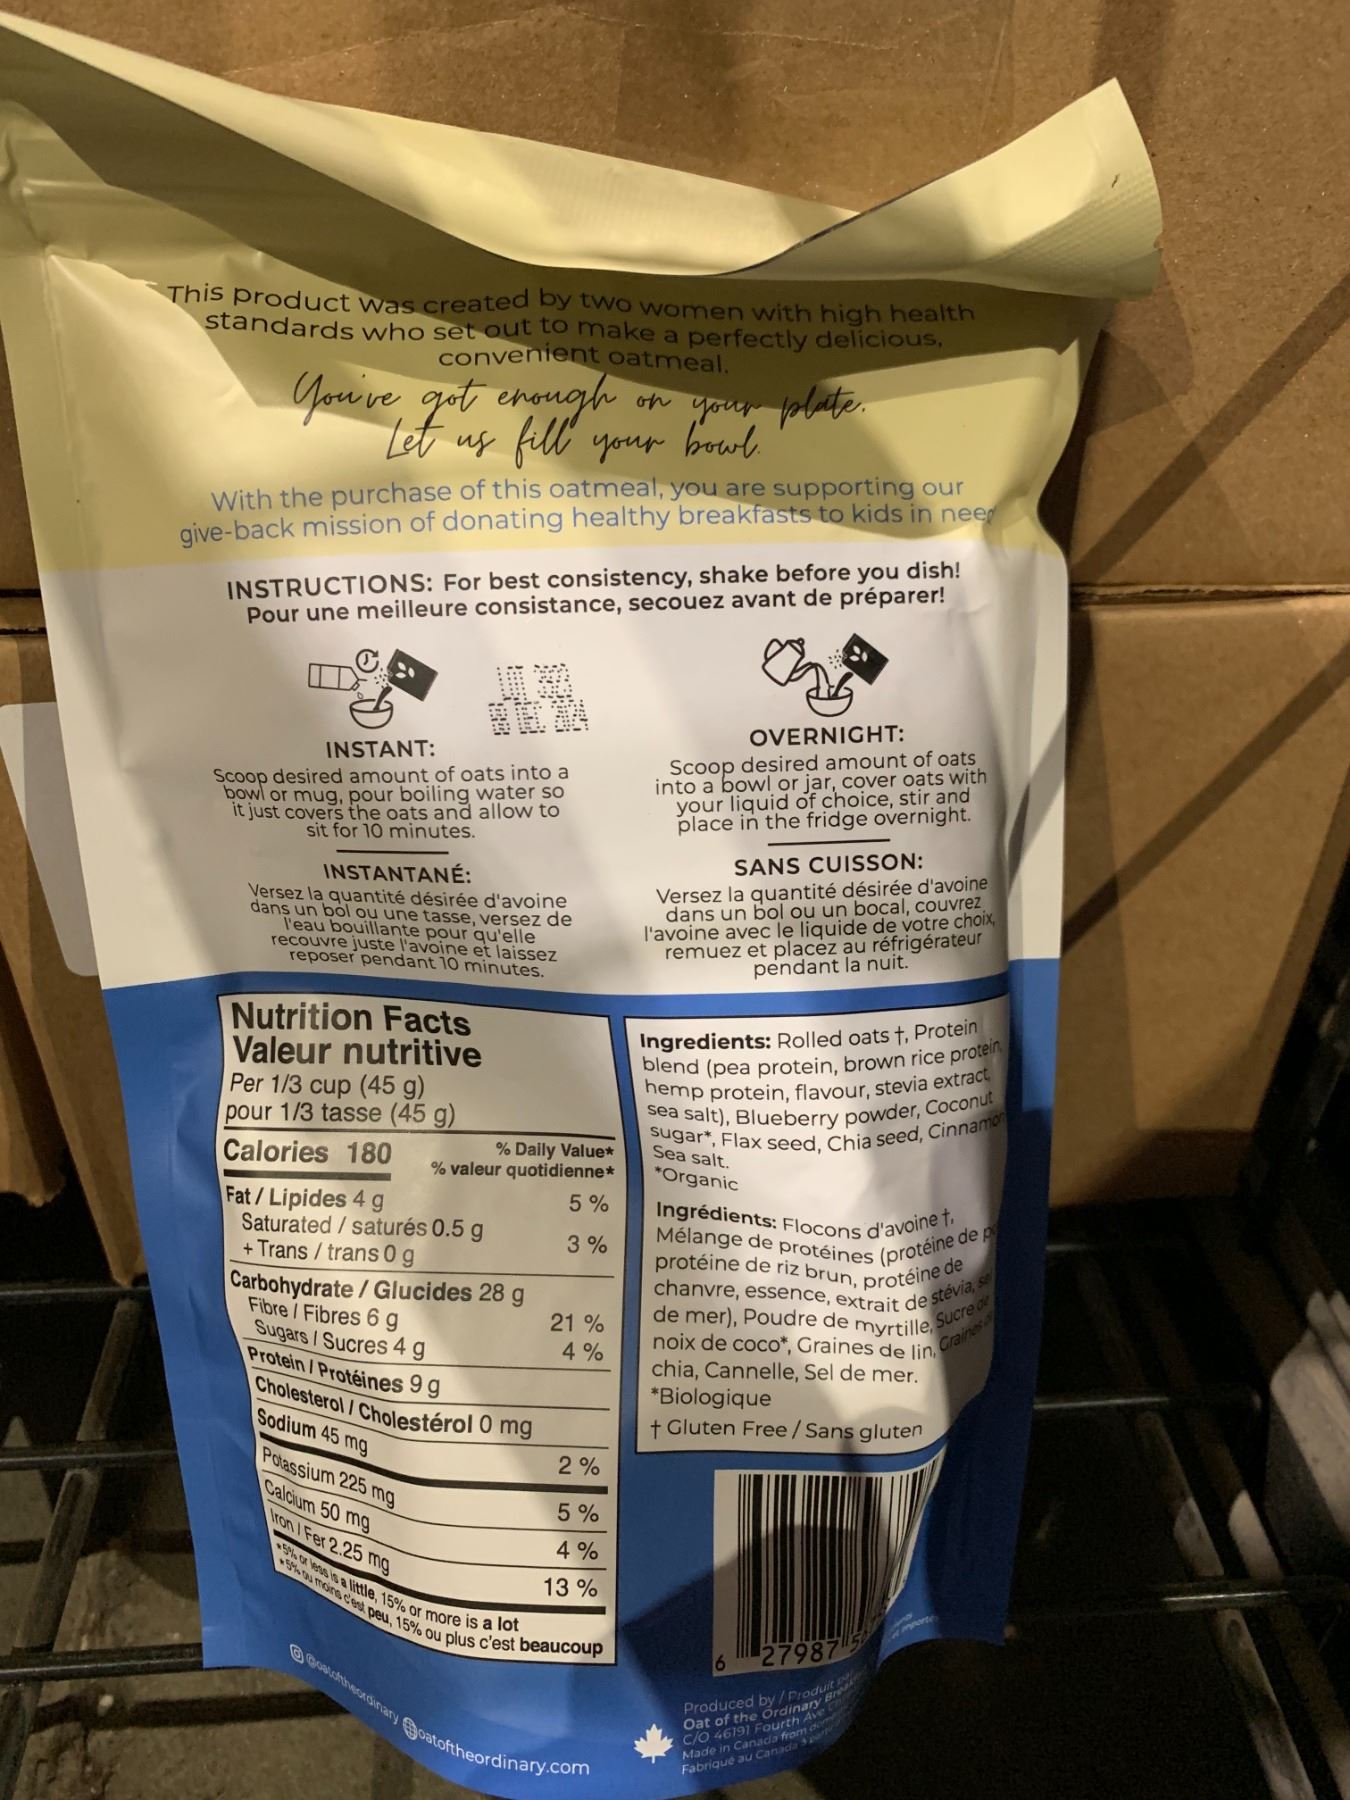 This product was created by two women with high health
standards who set out to make a perfectly delicious,
convenient oatmeal.
You've got enough on your plate.
Let us fill your bowl.
With the purchase of this oatmeal, you are supporting our
give-back mission of donating healthy breakfasts to kids in need
INSTRUCTIONS: For best consistency, shake before you dish!
Pour une meilleure consistance, secouez avant de préparer!
INSTANT:
Scoop desired amount of oats into a
bowl or mug, pour boiling water so
it just covers the oats and allow to
sit for 10 minutes.
INSTANTANÉ:
Versez la quantité désirée d'avoine
dans un bol ou une tasse, versez de
l'eau bouillante pour qu'elle
recouvre juste l'avoine et laissez
reposer pendant 10 minutes.
OVERNIGHT:
Scoop desired amount of oats
into a bowl or jar, cover oats with
your liquid of choice, stir and
place in the fridge overnight.
SANS CUISSON:
Versez la quantité désirée d'avoine
dans un bol ou un bocal, couvrez
l'avoine avec le liquide de votre choix,
remuez et placez au réfrigérateur
pendant la nuit.
Nutrition Facts
Valeur nutritive
Per 1/3 cup (45 g)
pour 1/3 tasse (45 g)
Calories 180 % Daily Value*
% valeur quotidienne*
Fat / Lipides 4 g 5 %
Saturated / saturés 0.5 g
+ Trans / trans 0 g 3 %
Carbohydrate / Glucides 28 g
Fibre / Fibres 6 g 21 %
Sugars / Sucres 4 g 4 %
Protein / Protéines 9 g
Cholesterol / Cholestérol 0 mg
Sodium 45 mg 2 %
Potassium 225 mg 5 %
Calcium 50 mg 4 %
Iron / Fer 2.25 mg 13 %
*5% or less is a little, 15% or more is a lot
*5% ou moins c'est peu, 15% ou plus c'est beaucoup
@oatoftheordinary oatoftheordinary.com
Ingredients: Rolled oats †, Protein
blend (pea protein, brown rice protein,
hemp protein, flavour, stevia extract,
sea salt), Blueberry powder, Coconut
sugar*, Flax seed, Chia seed, Cinnamon
Sea salt.
*Organic
Ingrédients: Flocons d'avoine †,
Mélange de protéines (protéine de
protéine de riz brun, protéine de
chanvre, essence, extrait de stévia,
de mer), Poudre de myrtille, Sucre de
noix de coco*, Graines de lin, Graines
chia, Cannelle, Sel de mer.
*Biologique
† Gluten Free / Sans gluten
6 27987
Produced by / Produit
Oat of the Ordinary
C/O 46191 Fourth Ave
Made in Canada from
Fabriqué au Canada à